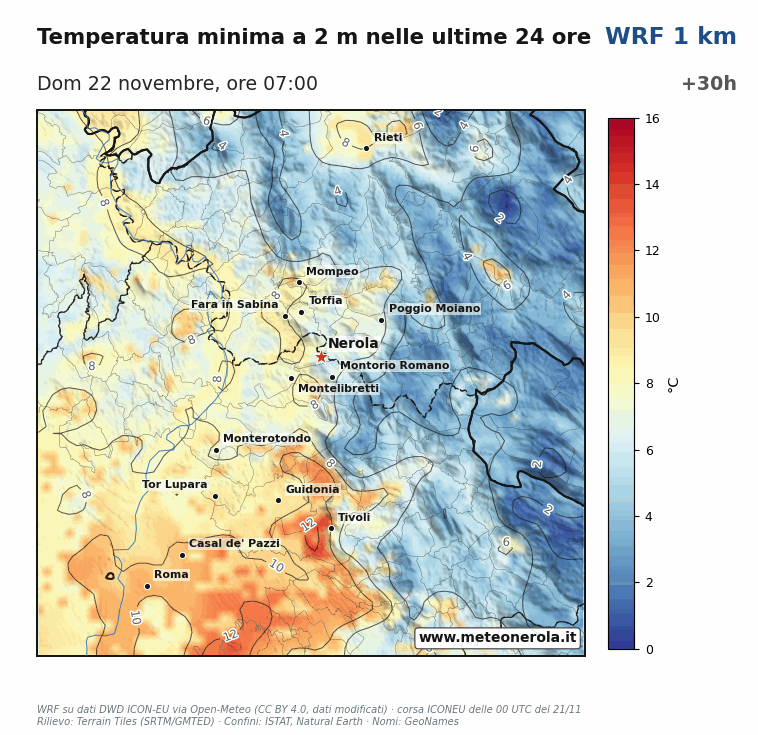 Temperatura minima a 2 m nelle ultime 24 ore WRF 1 km
Dom 22 novembre, ore 07:00 +30h
Rieti
Mompeo
Fara in Sabina
Toffia
Poggio Moiano
Nerola
Montorio Romano
Montelibretti
Monterotondo
Tor Lupara
Guidonia
Tivoli
Casal de' Pazzi
Roma
www.meteonerola.it
16
14
12
10
8
6
4
2
0
°C
WRF su dati DWD ICON-EU via Open-Meteo (CC BY 4.0, dati modificati) · corsa ICONEU delle 00 UTC del 21/11
Rilievo: Terrain Tiles (SRTM/GMTED) · Confini: ISTAT, Natural Earth · Nomi: GeoNames